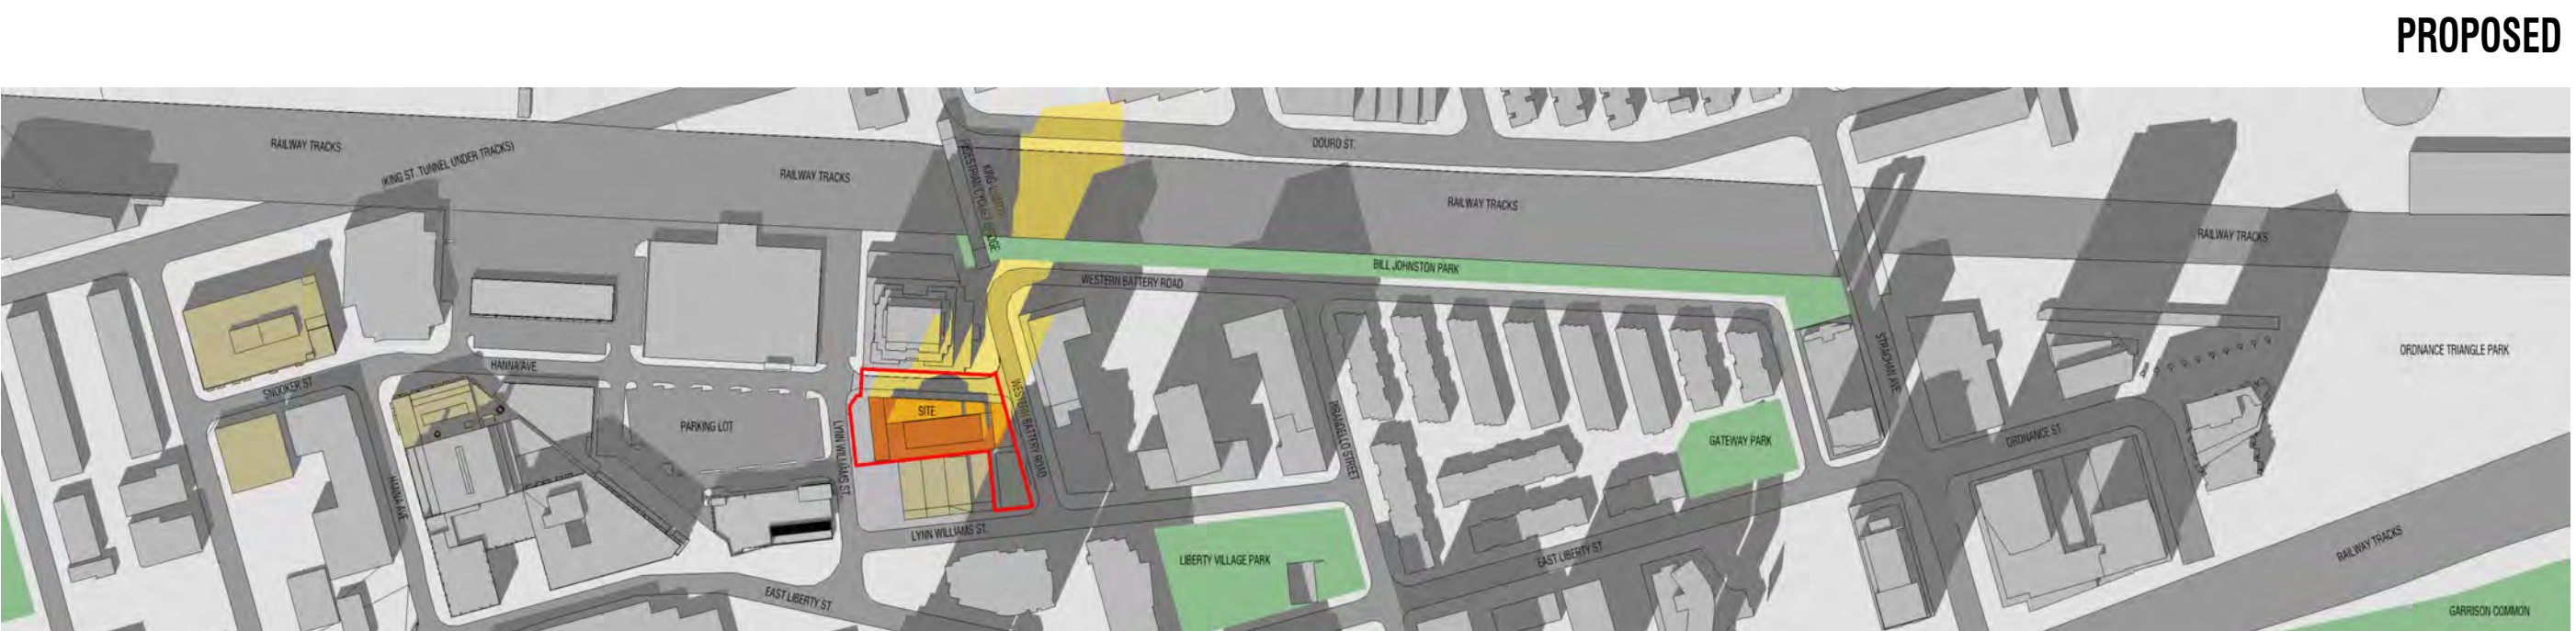 PROPOSED
RAILWAY TRACKS
(KING ST. TUNNEL UNDER TRACKS)
RAILWAY TRACKS
DOURO ST.
RAILWAY TRACKS
RAILWAY TRACKS
BILL JOHNSTON PARK
WESTERN BATTERY ROAD
HANNA AVE.
SNOOKER ST
STRACHAN AVE.
ORDNANCE TRIANGLE PARK
SITE
PARKING LOT
LYNN WILLIAMS ST.
WESTERN BATTERY ROAD
PIRANDELLO STREET
GATEWAY PARK
ORDNANCE ST.
HANNA AVE
LYNN WILLIAMS ST.
LIBERTY VILLAGE PARK
EAST LIBERTY ST.
EAST LIBERTY ST.
RAILWAY TRACKS
GARRISON COMMON